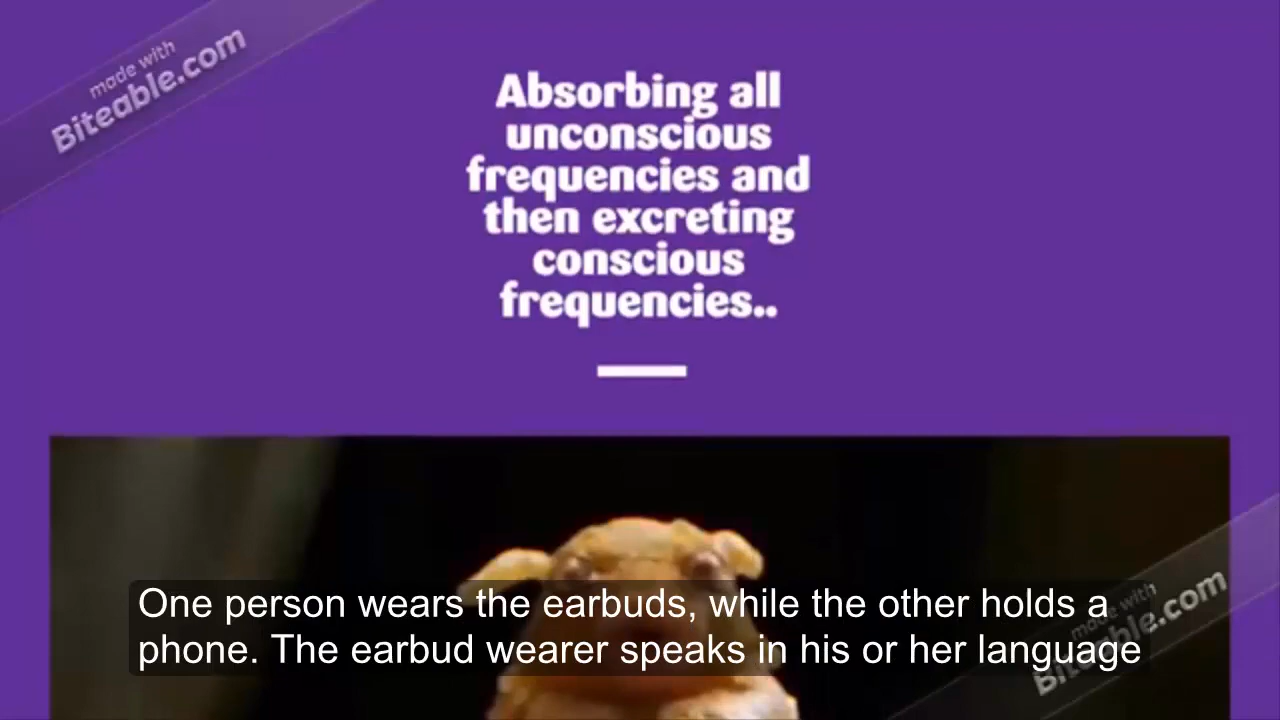 made with
Biteable.com
Absorbing all
unconscious
frequencies and
then excreting
conscious
frequencies..
One person wears the earbuds, while the other holds a
phone. The earbud wearer speaks in his or her language
made with
Biteable.com